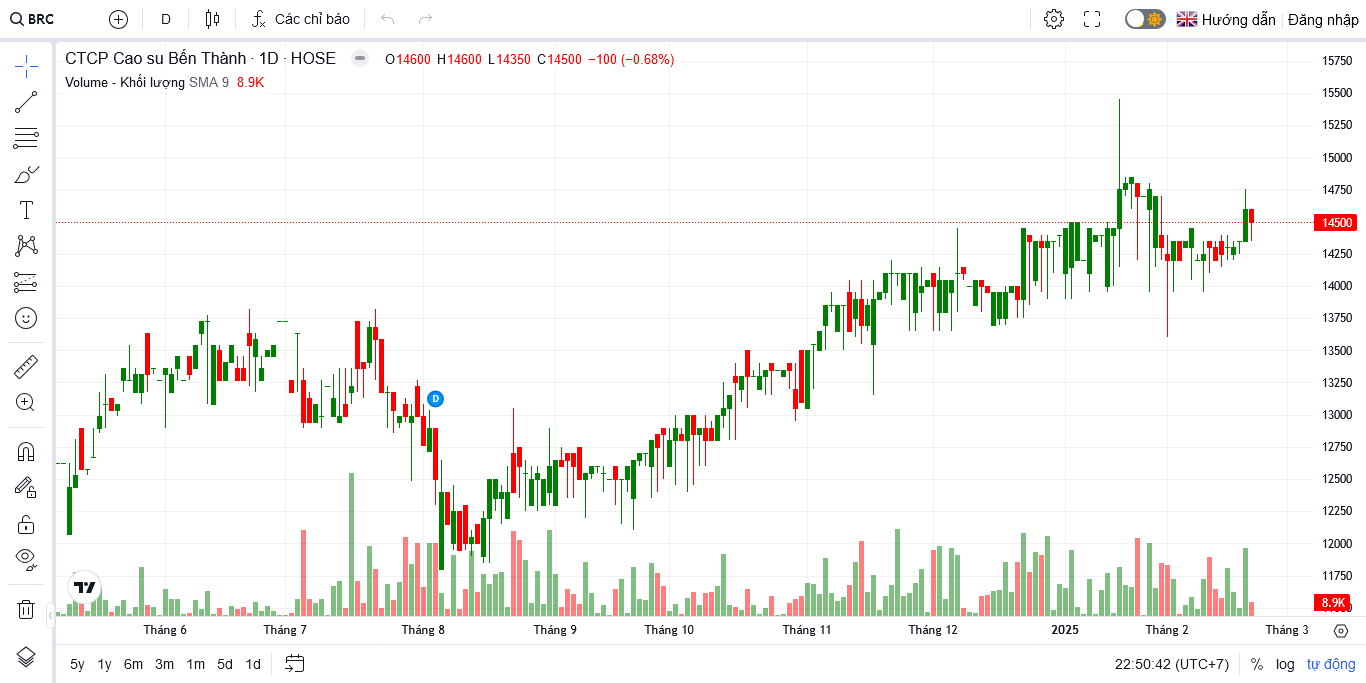 BRC D Các chỉ báo Hướng dẫn Đăng nhập
CTCP Cao su Bến Thành · 1D · HOSE O14600 H14600 L14350 C14500 −100 (−0.68%)
Volume - Khối lượng SMA 9 8.9K
15750
15500
15250
15000
14750
14500
14250
14000
13750
13500
13250
13000
12750
12500
12250
12000
11750
8.9K
D
Tháng 6 Tháng 7 Tháng 8 Tháng 9 Tháng 10 Tháng 11 Tháng 12 2025 Tháng 2 Tháng 3
5y 1y 6m 3m 1m 5d 1d 22:50:42 (UTC+7) % log tự động